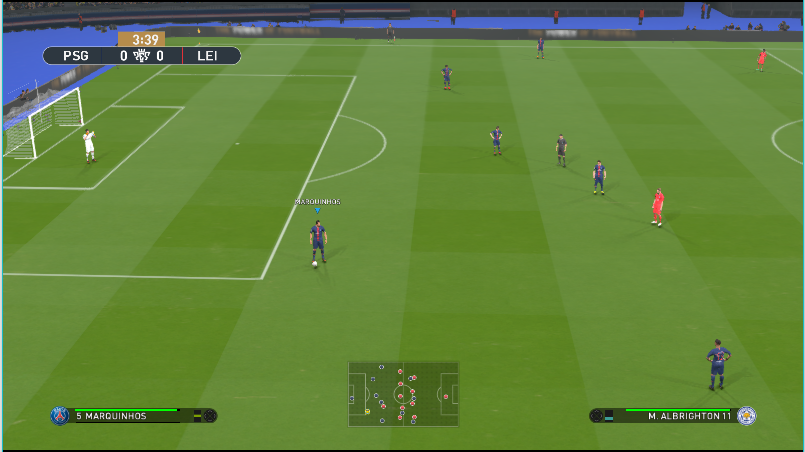 3:39
PSG 0 0 LEI
MARQUINHOS
5 MARQUINHOS
M. ALBRIGHTON 11